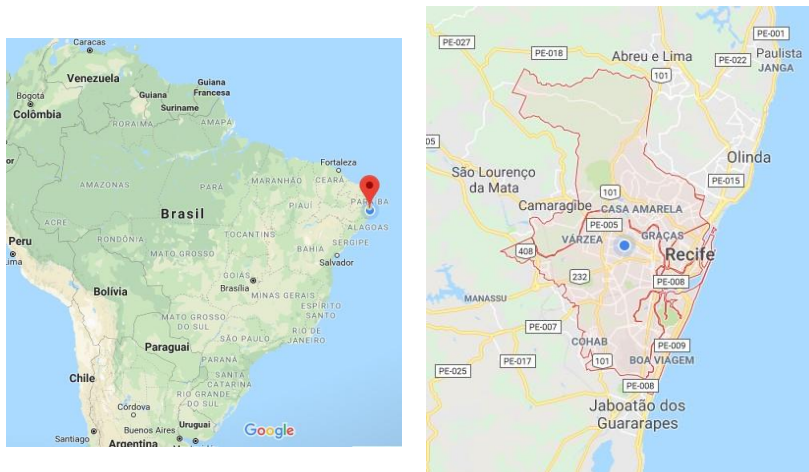 Caracas
Venezuela
Guiana
Guiana
Francesa
Bogotá
Suriname
Colômbia
RORAIMA
AMAPÁ
Fortaleza
AMAZONAS
PARÁ
MARANHÃO
CEARÁ
PARAÍBA
Brasil
PIAUÍ
ALAGOAS
ACRE
TOCANTINS
SERGIPE
RONDÔNIA
BAHIA
Peru
MATO GROSSO
Salvador
GOIÁS
Brasília
Bolívia
MINAS GERAIS
ESPÍRITO
SANTO
MATO GROSSO
DO SUL
RIO DE
JANEIRO
SÃO PAULO
Paraguai
PARANÁ
Chile
SANTA
CATARINA
RIO GRANDE
DO SUL
Córdova
Uruguai
Buenos Aires
Google
Santiago
Argentina
PE-027
PE-001
PE-018
Abreu e Lima
Paulista
PE-022
JANGA
101
05
Olinda
São Lourenço
da Mata
PE-015
101
Camaragibe
CASA AMARELA
PE-005
VÁRZEA
GRAÇAS
408
Recife
232
PE-008
MANASSU
PE-007
COHAB
PE-009
PE-017
101
BOA VIAGEM
PE-025
PE-008
Jaboatão dos
Guararapes